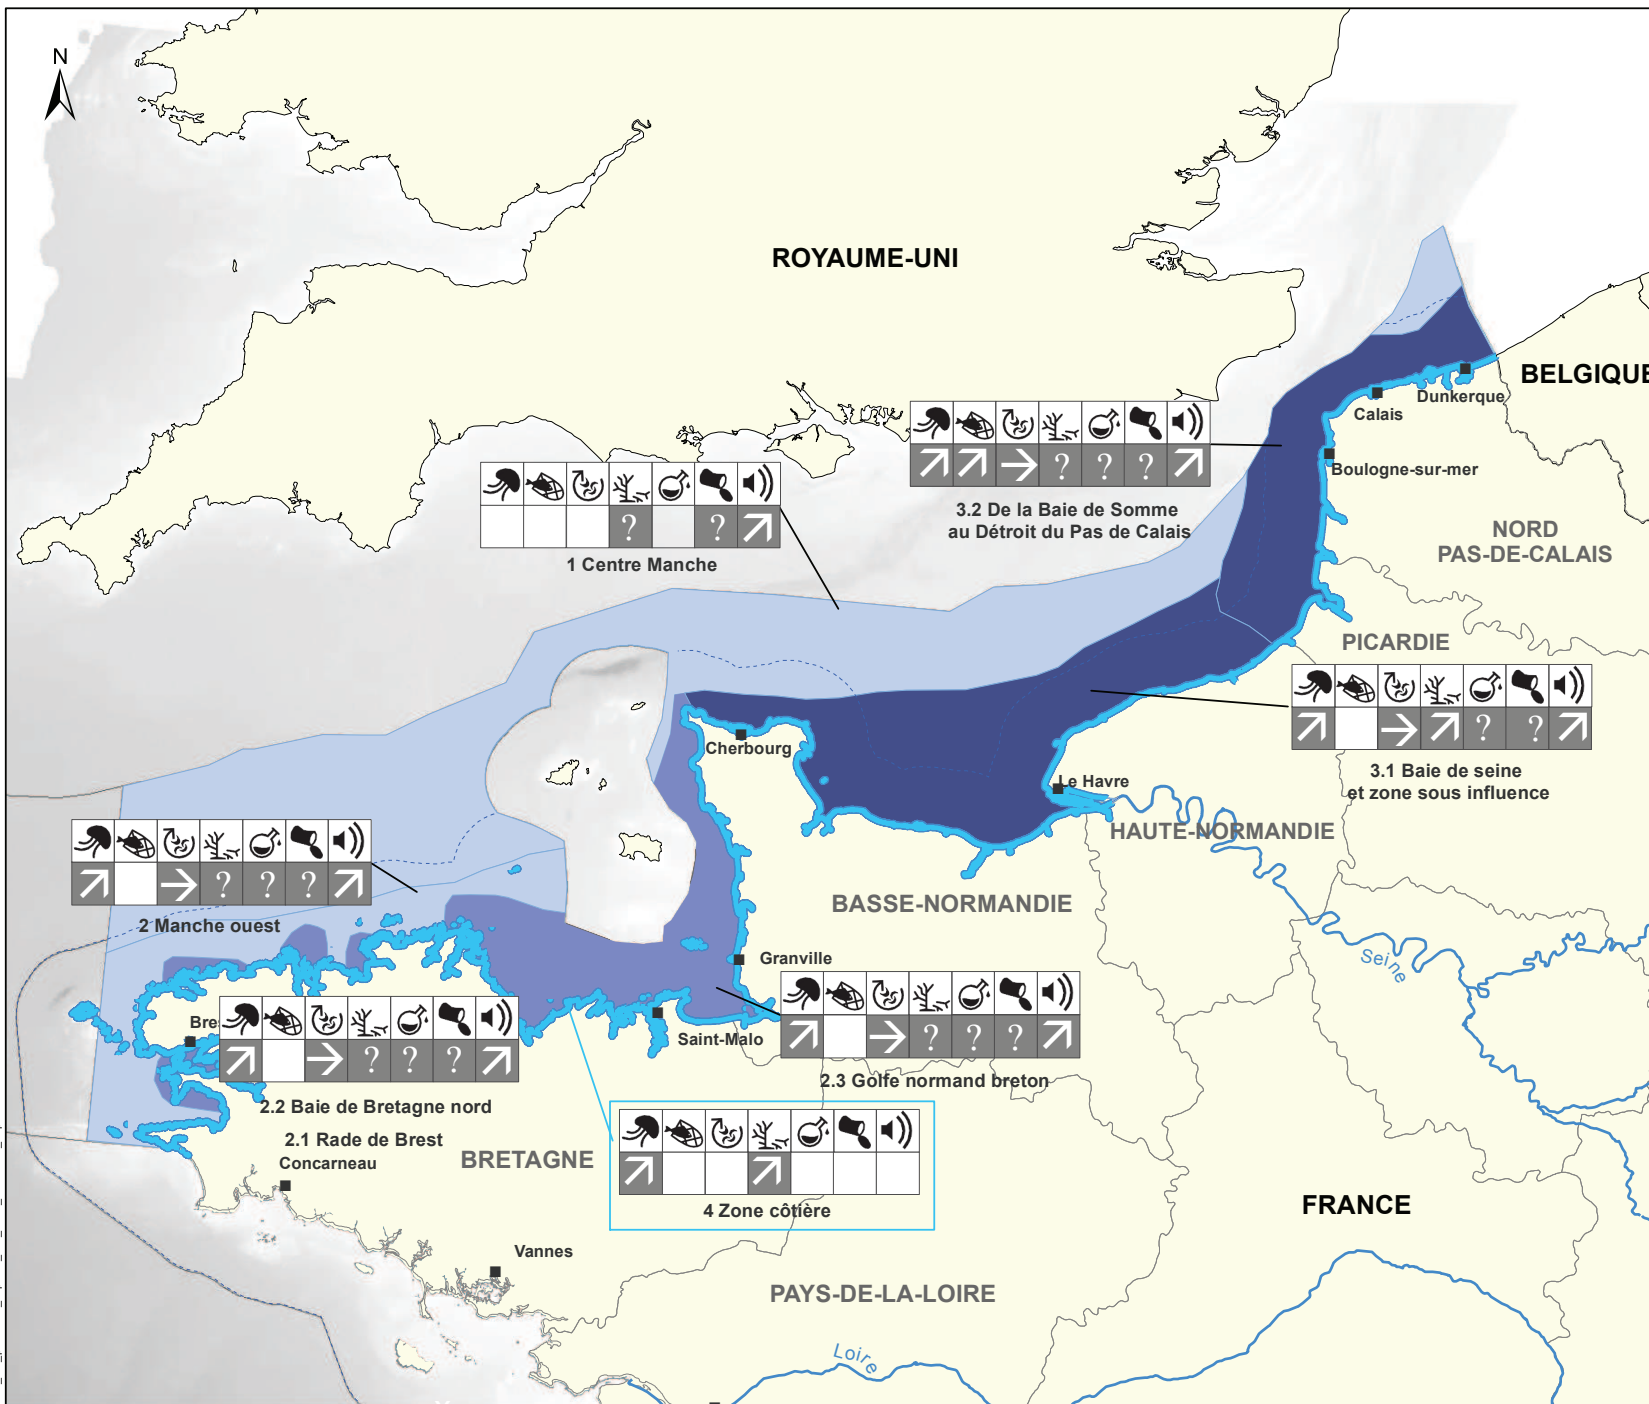 N
ROYAUME-UNI
BELGIQUE
Dunkerque
Calais
Boulogne-sur-mer
? ? ?
3.2 De la Baie de Somme
au Détroit du Pas de Calais
? ?
1 Centre Manche
NORD
PAS-DE-CALAIS
PICARDIE
? ?
3.1 Baie de seine
et zone sous influence
Cherbourg
Le Havre
HAUTE-NORMANDIE
? ? ?
2 Manche ouest
BASSE-NORMANDIE
Granville
Seine
Bres
? ? ?
2.2 Baie de Bretagne nord
Saint-Malo
? ? ?
2.3 Golfe normand breton
2.1 Rade de Brest
Concarneau
BRETAGNE
4 Zone côtière
FRANCE
Vannes
PAYS-DE-LA-LOIRE
Loire